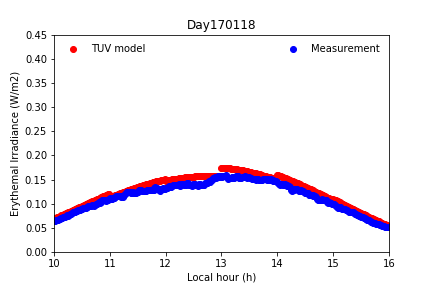 Day170118
TUV model
Measurement
Erythemal Irradiance (W/m2)
0.45
0.40
0.35
0.30
0.25
0.20
0.15
0.10
0.05
0.00
10 11 12 13 14 15 16
Local hour (h)